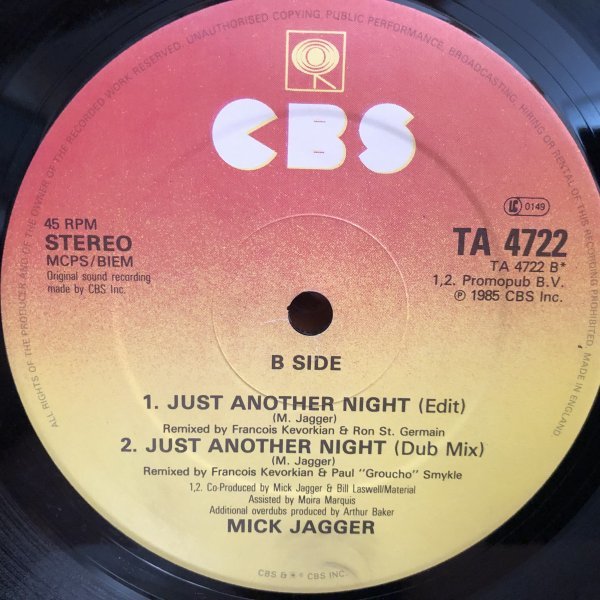 ALL RIGHTS OF THE PRODUCER AND OF THE OWNER OF THE RECORDED WORK RESERVED. UNAUTHORISED COPYING, PUBLIC PERFORMANCE, BROADCASTING, HIRING OR RENTAL OF THIS RECORDING PROHIBITED. MADE IN ENGLAND
CBS
45 RPM
STEREO
MCPS/BIEM
Original sound recording
made by CBS Inc.
LC 0149
TA 4722
TA 4722 B*
1,2. Promopub B.V.
℗ 1985 CBS Inc.
B SIDE
1. JUST ANOTHER NIGHT (Edit)
(M. Jagger)
Remixed by Francois Kevorkian & Ron St. Germain
2. JUST ANOTHER NIGHT (Dub Mix)
(M. Jagger)
Remixed by Francois Kevorkian & Paul "Groucho" Smykle
1,2. Co-Produced by Mick Jagger & Bill Laswell/Material
Assisted by Moira Marquis
Additional overdubs produced by Arthur Baker
MICK JAGGER
CBS & CBS INC.